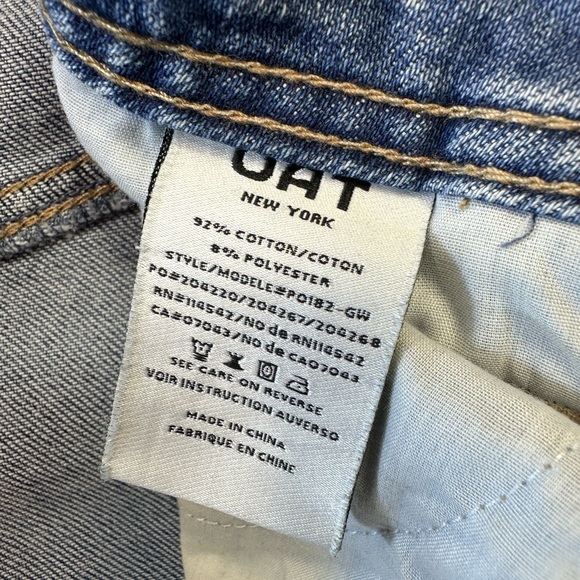 OAT
NEW YORK
92% COTTON/COTON
8% POLYESTER
STYLE/MODELE#P0182-GW
PO#204220/204267/204268
RN#114542/NO de RN114542
CA#07043/NO de CA07043
SEE CARE ON REVERSE
VOIR INSTRUCTION AUVERSO
MADE IN CHINA
FABRIQUE EN CHINE